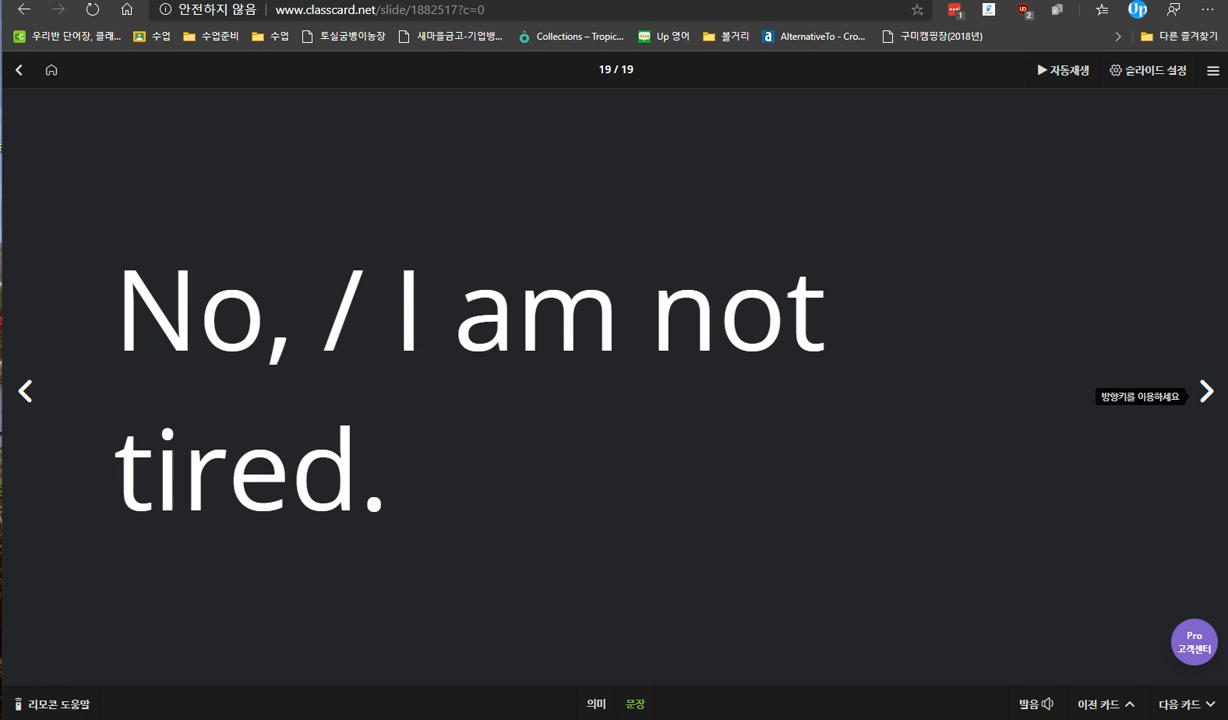 안전하지 않음 www.classcard.net/slide/1882517?c=0
1 2 Up
우리반 단어장, 클래... 수업 수업준비 수업 토실굼벵이농장 새마을금고-기업뱅... Collections – Tropic... Up 영어 볼거리 a AlternativeTo - Cro... 구미캠핑장(2018년) 다른 즐겨찾기
19 / 19 자동재생 슬라이드 설정
No, / I am not
tired.
방향키를 이용하세요
Pro
고객센터
리모콘 도움말 의미 문장 발음 이전 카드 다음 카드